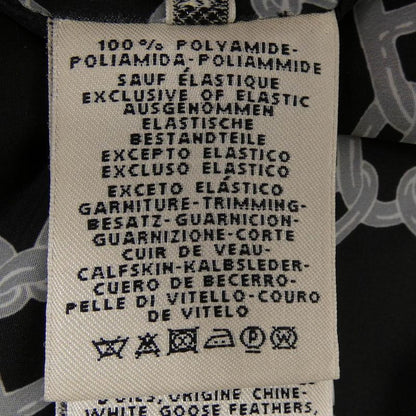 100% POLYAMIDE-
POLIAMIDA-POLIAMMIDE
SAUF ÉLASTIQUE
EXCLUSIVE OF ELASTIC
AUSGENOMMEN
ELASTISCHE
BESTANDTEILE
EXCEPTO ELASTICO
EXCLUSO ELASTICO
EXCETO ELÁSTICO
GARNITURE-TRIMMING-
BESATZ-GUARNICION-
GUARNIZIONE-CORTE
CUIR DE VEAU-
CALFSKIN-KALBSLEDER-
CUERO DE BECERRO-
PELLE DI VITELLO-COURO
DE VITELO
P W
D'OIES, ORIGINE CHINE-
WHITE GOOSE FEATHERS,